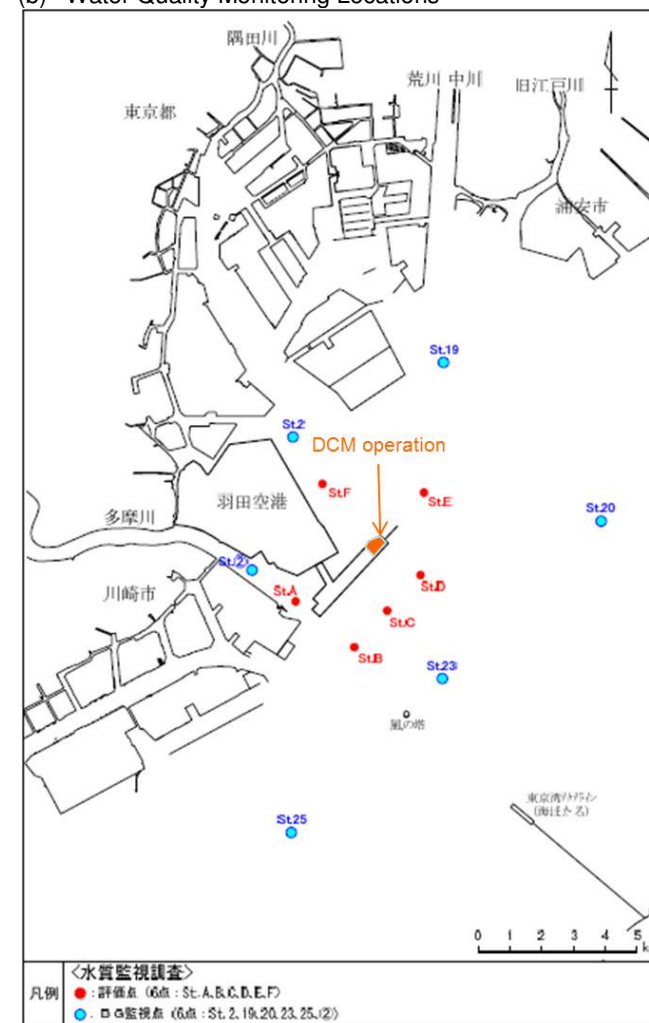 (b) Water Quality Monitoring Locations
隅田川
荒川 中川
旧江戸川
東京都
浦安市
St.19
St.2
DCM operation
St.F
St.E
羽田空港
St.20
多摩川
St.②
St.D
川崎市
St.A
St.C
St.B
St.23
風の塔
St.25
東京湾アクアライン
(海ほたる)
0 1 2 3 4 5
k
凡例
<水質監視調査>
●:評価点 (6点:St.A,B,C,D,E,F)
●:BG監視点 (6点:St.2,19,20,23,25,②)